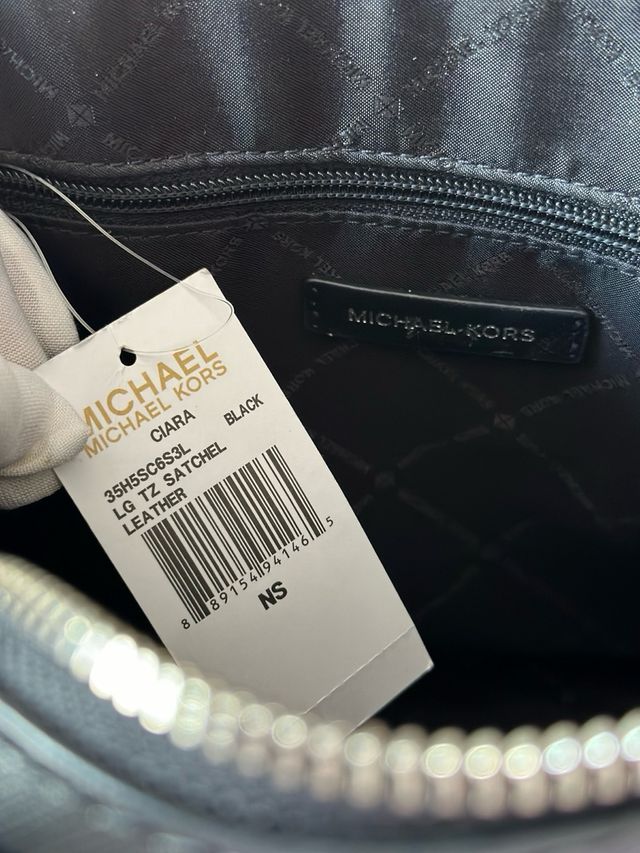 MICHAEL
MICHAEL KORS
CIARA BLACK
35H5SC6S3L
LG TZ SATCHEL
LEATHER
8 89154 94146 5
NS
MICHAEL KORS